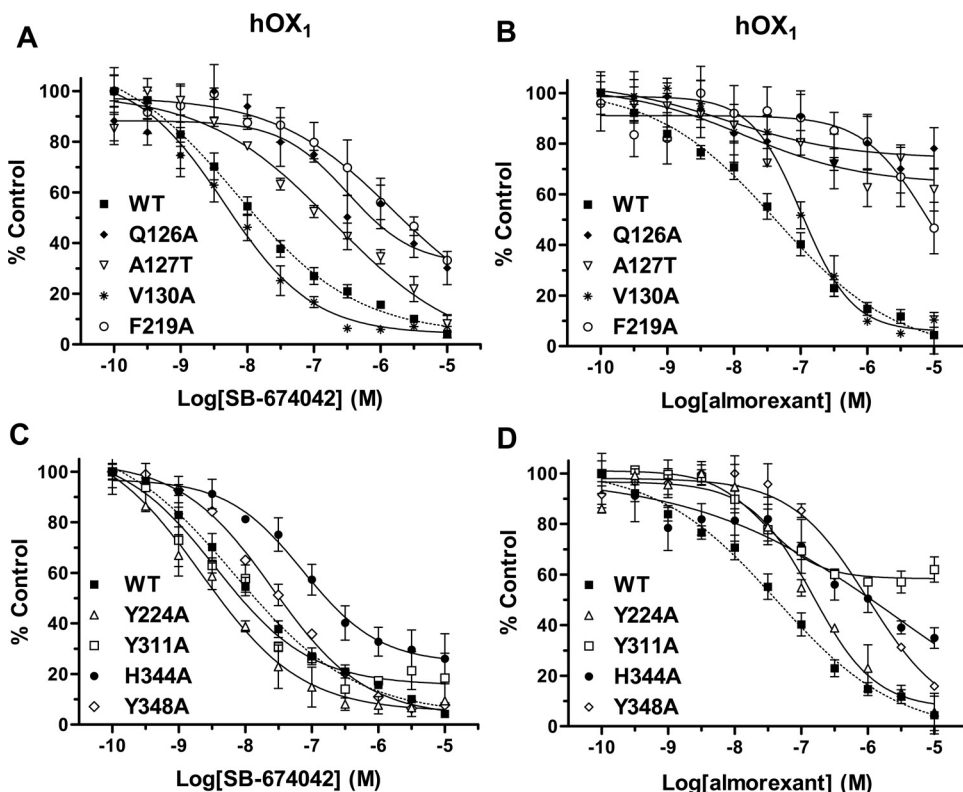 hOX₁
hOX₁
A
% Control
100
80
60
40
20
0
WT
Q126A
A127T
V130A
F219A
-10 -9 -8 -7 -6 -5
Log[SB-674042] (M)
B
% Control
100
80
60
40
20
0
WT
Q126A
A127T
V130A
F219A
-10 -9 -8 -7 -6 -5
Log[almorexant] (M)
C
% Control
100
80
60
40
20
0
WT
Y224A
Y311A
H344A
Y348A
-10 -9 -8 -7 -6 -5
Log[SB-674042] (M)
D
% Control
100
80
60
40
20
0
WT
Y224A
Y311A
H344A
Y348A
-10 -9 -8 -7 -6 -5
Log[almorexant] (M)